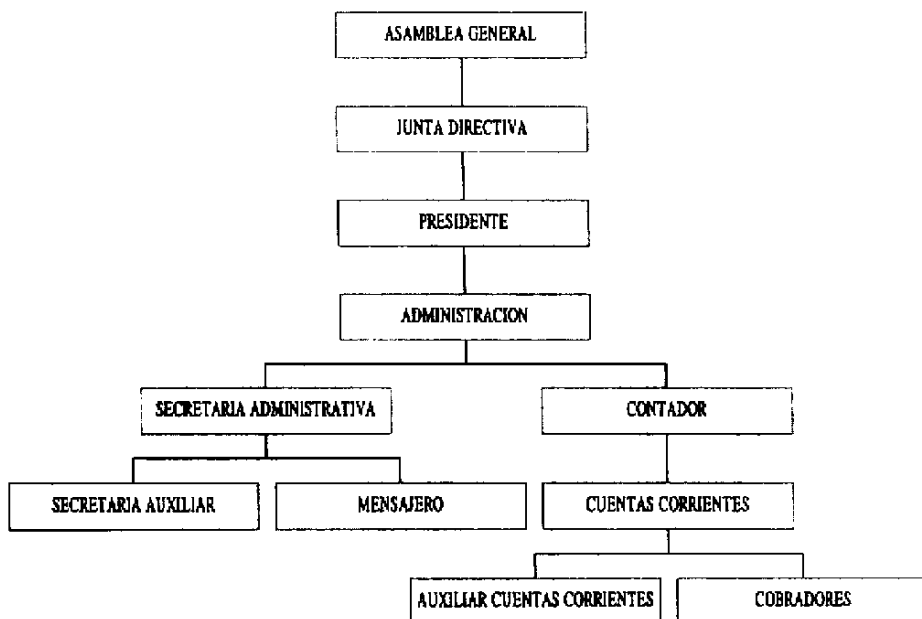 ASAMBLEA GENERAL
JUNTA DIRECTIVA
PRESIDENTE
ADMINISTRACION
SECRETARIA ADMINISTRATIVA
CONTADOR
SECRETARIA AUXILIAR
MENSAJERO
CUENTAS CORRIENTES
AUXILIAR CUENTAS CORRIENTES
COBRADORES